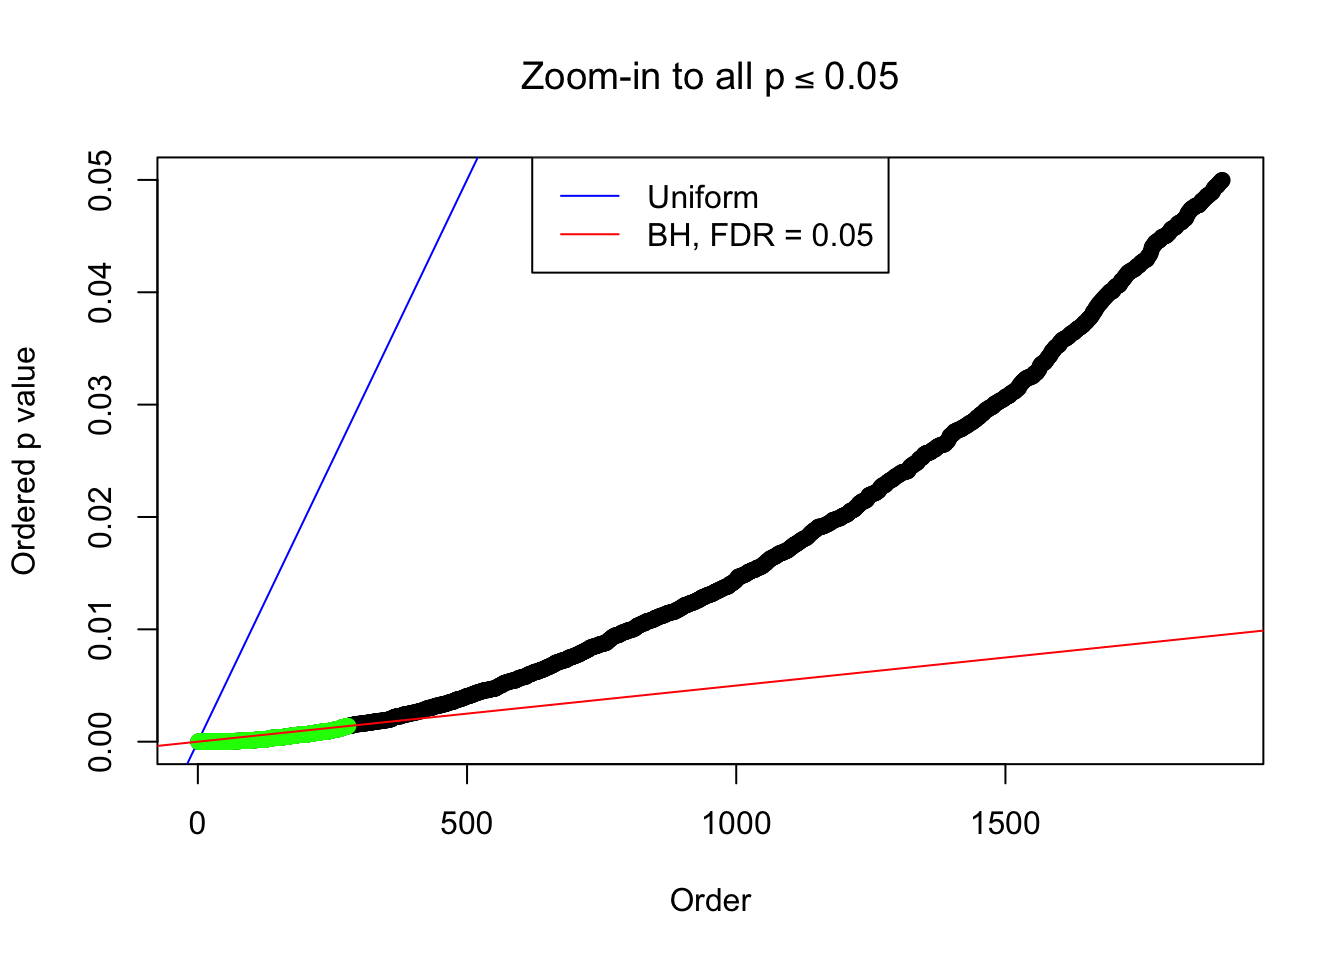 Zoom-in to all p ≤ 0.05
Uniform
BH, FDR = 0.05
Ordered p value
0.05
0.04
0.03
0.02
0.01
0.00
0
500
1000
1500
Order